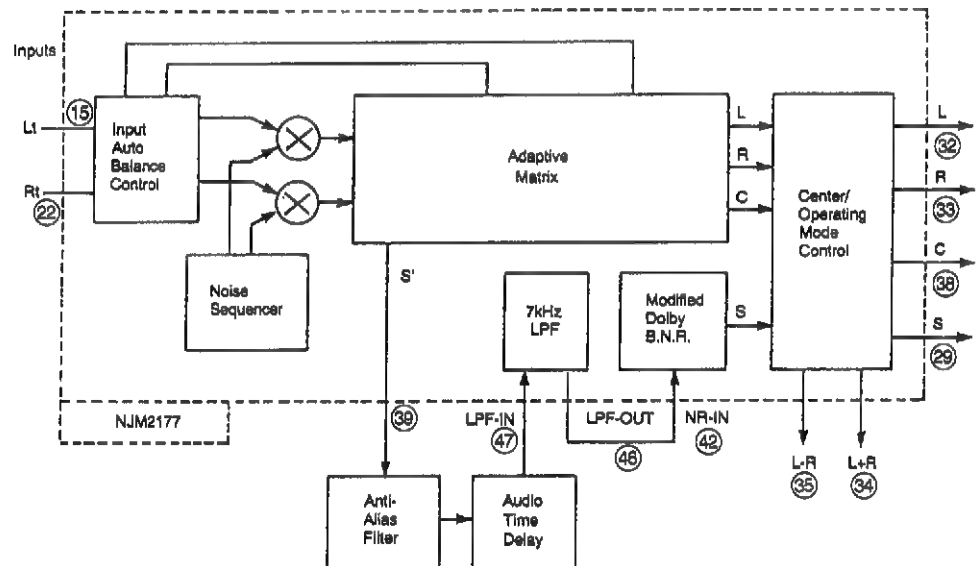 Inputs
15
Lt
Rt
22
Input
Auto
Balance
Control
Noise
Sequencer
Adaptive
Matrix
L
R
C
S
Center/
Operating
Mode
Control
L
32
R
33
C
38
S
29
S'
7kHz
LPF
Modified
Dolby
B.N.R.
NJM2177
39
LPF-IN
47
LPF-OUT
46
NR-IN
42
L-R
35
L+R
34
Anti-
Alias
Filter
Audio
Time
Delay